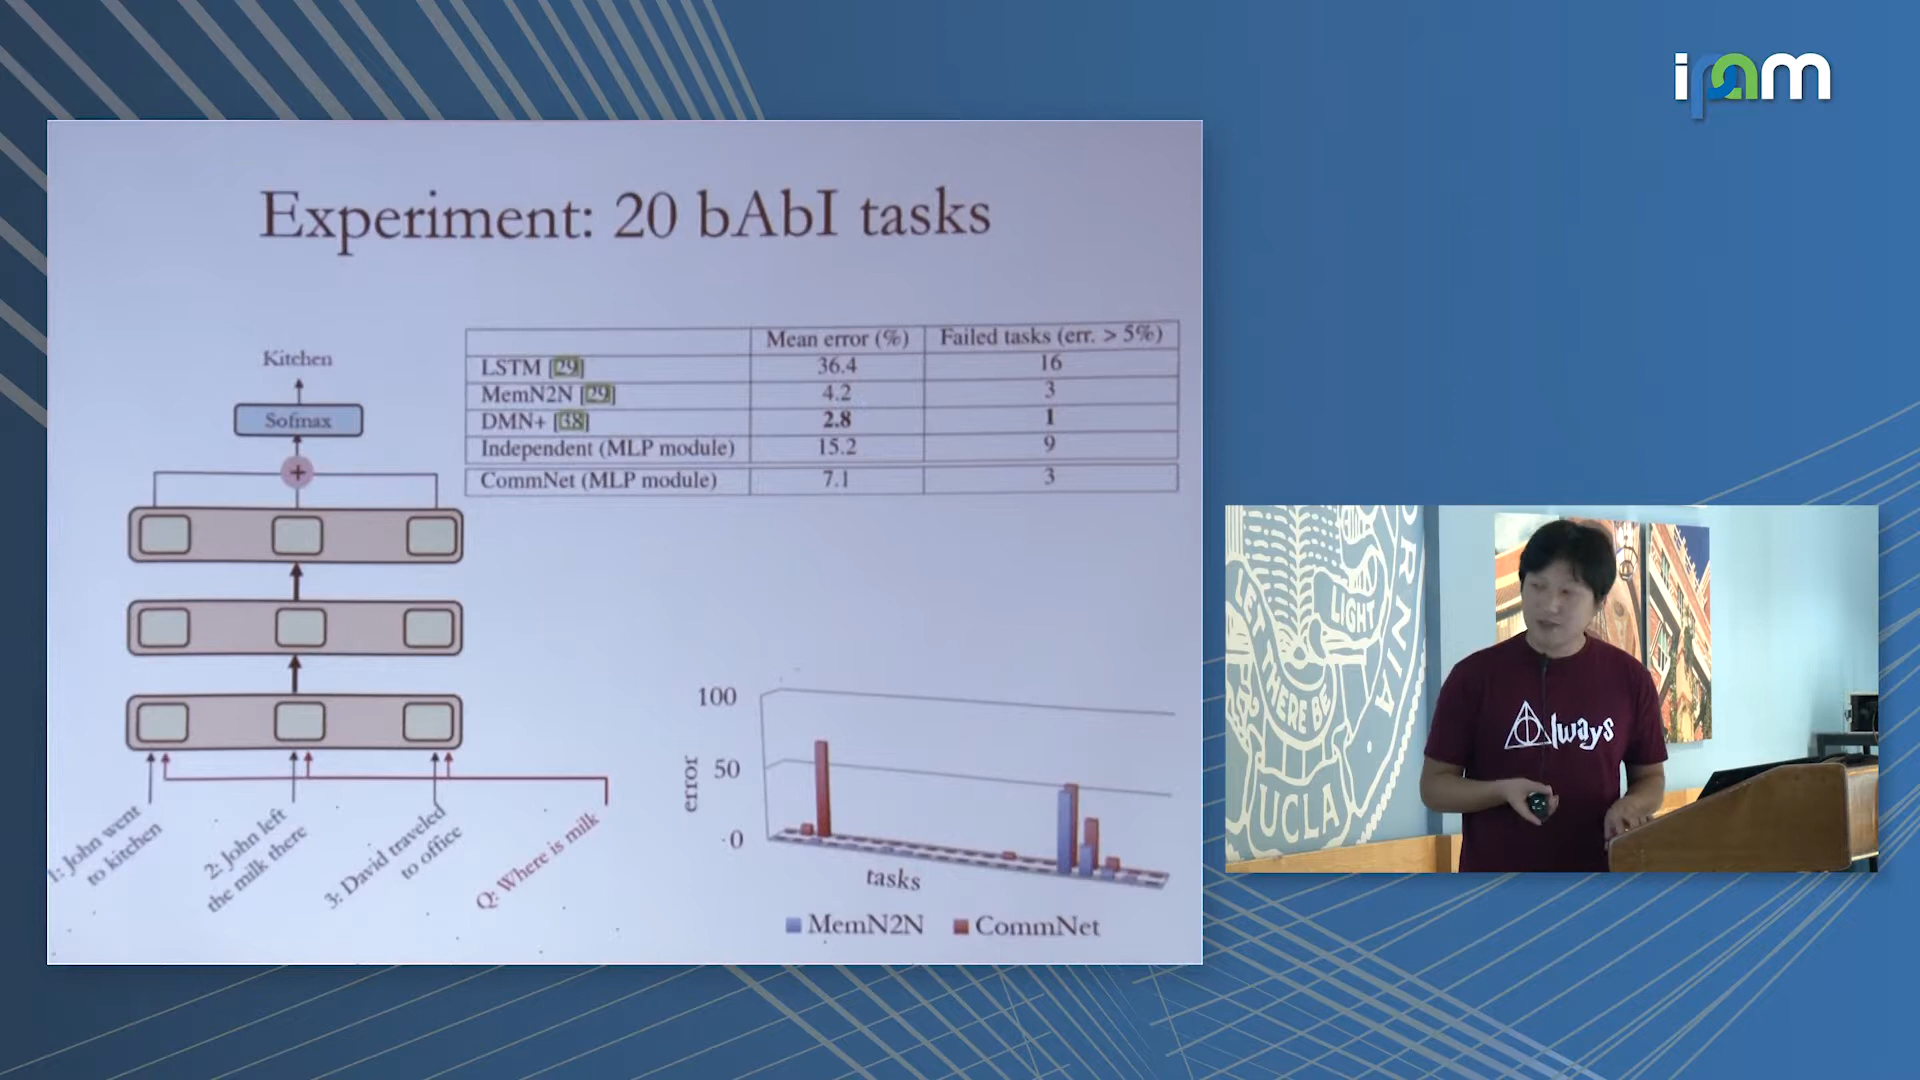 ipam
Experiment: 20 bAbI tasks
Mean error (%) Failed tasks (err. > 5%)
LSTM [29] 36.4 16
MemN2N [29] 4.2 3
DMN+ [38] 2.8 1
Independent (MLP module) 15.2 9
CommNet (MLP module) 7.1 3
Kitchen
Sofmax
+
1: John went
to kitchen
2: John left
the milk there
3: David traveled
to office
Q: Where is milk
100
50
0
error
tasks
MemN2N CommNet
LET THERE BE
LIGHT
UCLA
ORNIA
Always